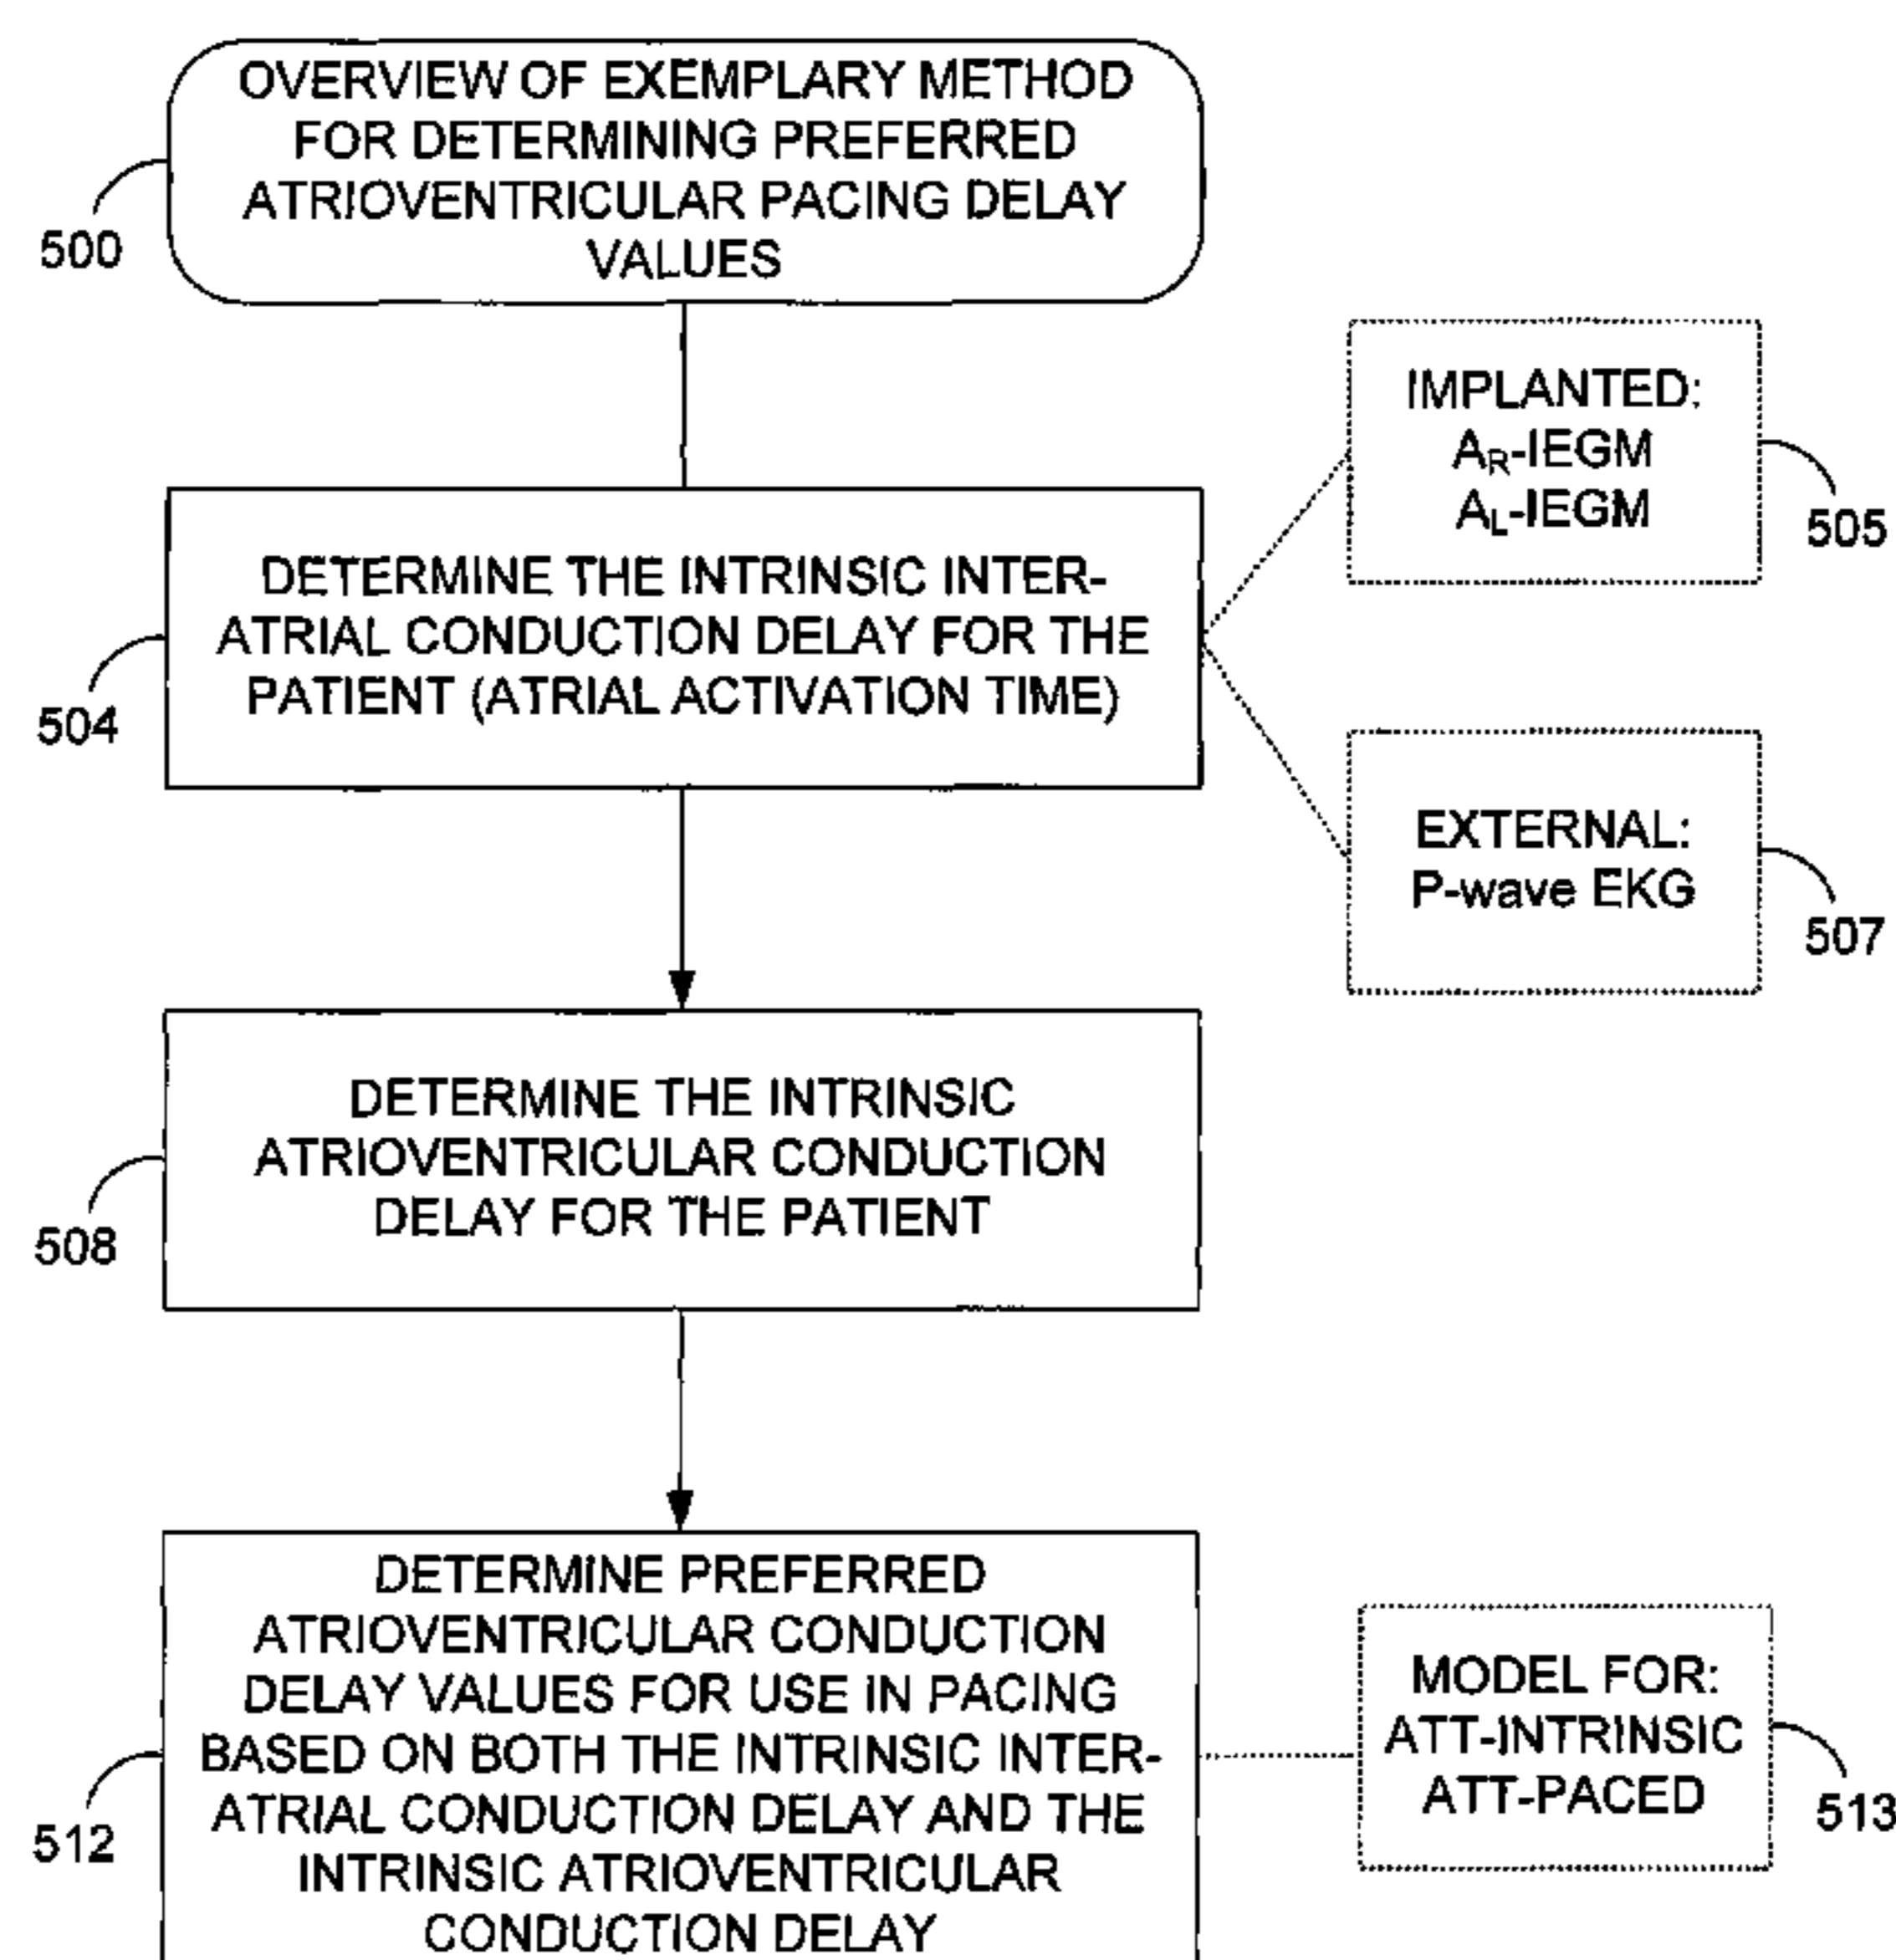 OVERVIEW OF EXEMPLARY METHOD
FOR DETERMINING PREFERRED
ATRIOVENTRICULAR PACING DELAY
VALUES
500
IMPLANTED:
AR-IEGM
AL-IEGM
505
DETERMINE THE INTRINSIC INTER-
ATRIAL CONDUCTION DELAY FOR THE
PATIENT (ATRIAL ACTIVATION TIME)
504
EXTERNAL:
P-wave EKG
507
DETERMINE THE INTRINSIC
ATRIOVENTRICULAR CONDUCTION
DELAY FOR THE PATIENT
508
DETERMINE PREFERRED
ATRIOVENTRICULAR CONDUCTION
DELAY VALUES FOR USE IN PACING
BASED ON BOTH THE INTRINSIC INTER-
ATRIAL CONDUCTION DELAY AND THE
INTRINSIC ATRIOVENTRICULAR
CONDUCTION DELAY
512
MODEL FOR:
ATT-INTRINSIC
ATT-PACED
513